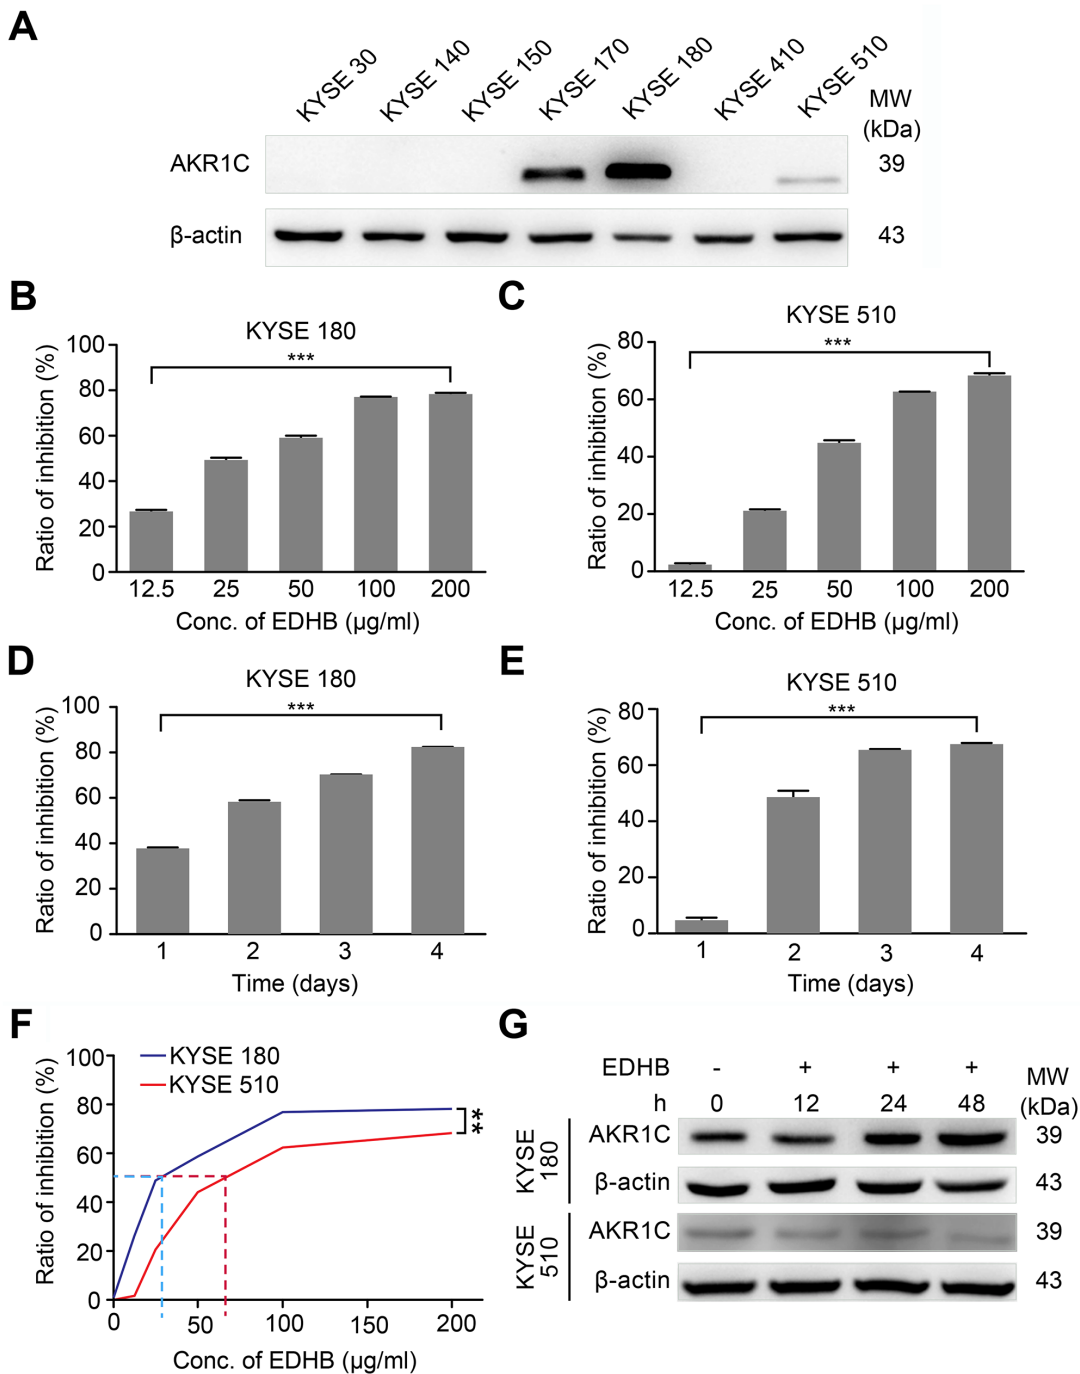 A
KYSE 30
KYSE 140
KYSE 150
KYSE 170
KYSE 180
KYSE 410
KYSE 510
MW
(kDa)
AKR1C
39
β-actin
43
B
KYSE 180
Ratio of inhibition (%)
100
80
60
40
20
0
***
12.5 25 50 100 200
Conc. of EDHB (µg/ml)
C
KYSE 510
Ratio of inhibition (%)
80
60
40
20
0
***
12.5 25 50 100 200
Conc. of EDHB (µg/ml)
D
KYSE 180
Ratio of inhibition (%)
100
80
60
40
20
0
***
1 2 3 4
Time (days)
E
KYSE 510
Ratio of inhibition (%)
80
60
40
20
0
***
1 2 3 4
Time (days)
F
KYSE 180
KYSE 510
Ratio of inhibition (%)
100
80
60
40
20
0
**
0 50 100 150 200
Conc. of EDHB (µg/ml)
G
EDHB - + + +
MW
(kDa)
h 0 12 24 48
KYSE
180
AKR1C 39
β-actin 43
KYSE
510
AKR1C 39
β-actin 43